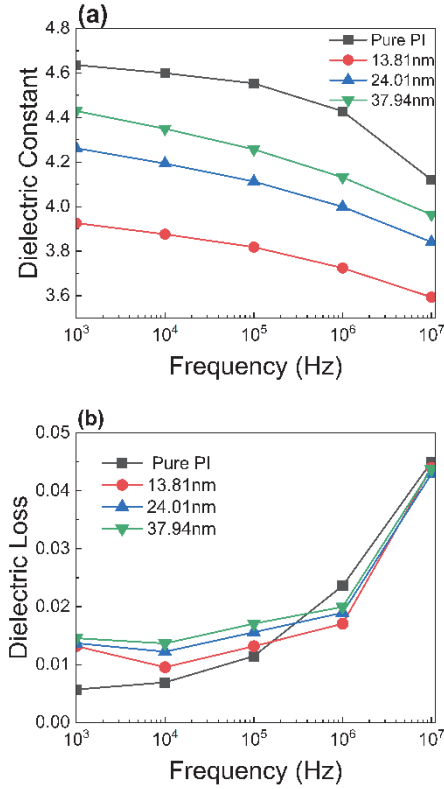 (a)
4.8
4.6
4.4
4.2
4.0
3.8
3.6
Dielectric Constant
Pure PI
13.81nm
24.01nm
37.94nm
10³ 10⁴ 10⁵ 10⁶ 10⁷
Frequency (Hz)
(b)
0.05
0.04
0.03
0.02
0.01
0.00
Dielectric Loss
Pure PI
13.81nm
24.01nm
37.94nm
10³ 10⁴ 10⁵ 10⁶ 10⁷
Frequency (Hz)